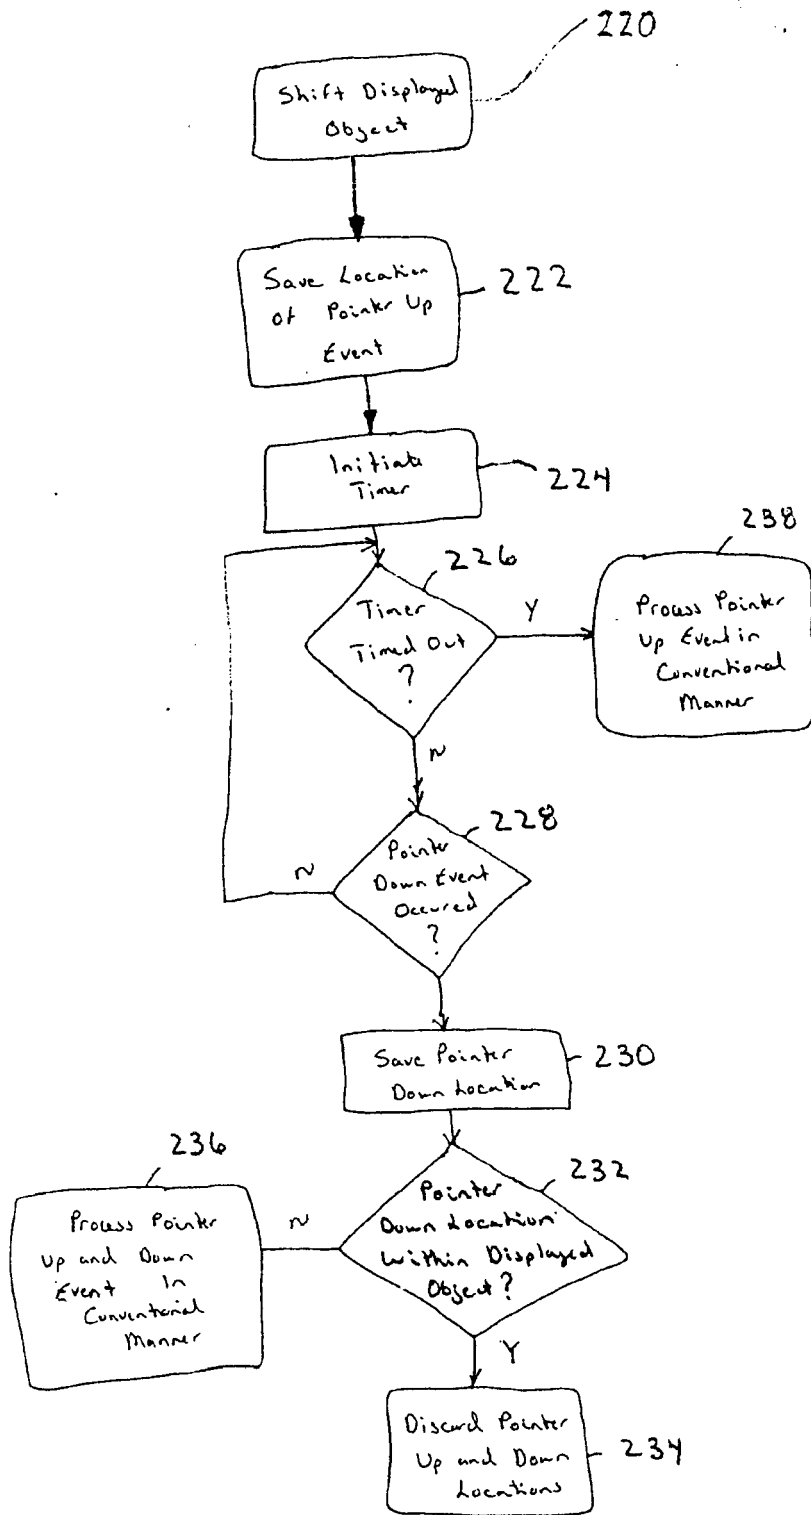 220
Shift Displayed
Object
Save Location
of Pointer Up
Event
222
Initiate
Timer
224
226
Timer
Timed Out
?
Y
238
Process Pointer
Up Event in
Conventional
Manner
N
228
Pointer
Down Event
Occured
?
N
Save Pointer
Down Location
230
236
Process Pointer
Up and Down
Event In
Conventional
Manner
N
232
Pointer
Down Location
Within Displayed
Object?
Y
Discard Pointer
Up and Down
Locations
234